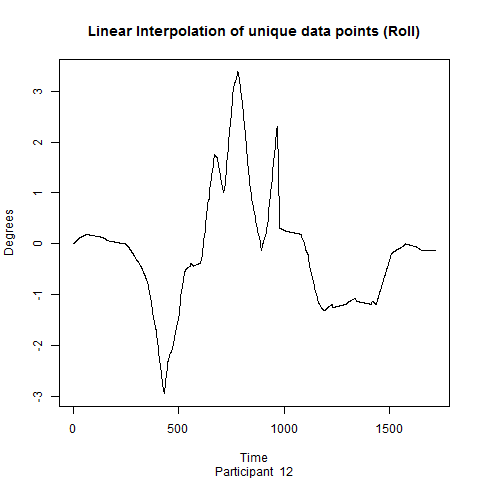 Linear Interpolation of unique data points (Roll)
3
2
1
0
-1
-2
-3
Degrees
0 500 1000 1500
Time
Participant 12